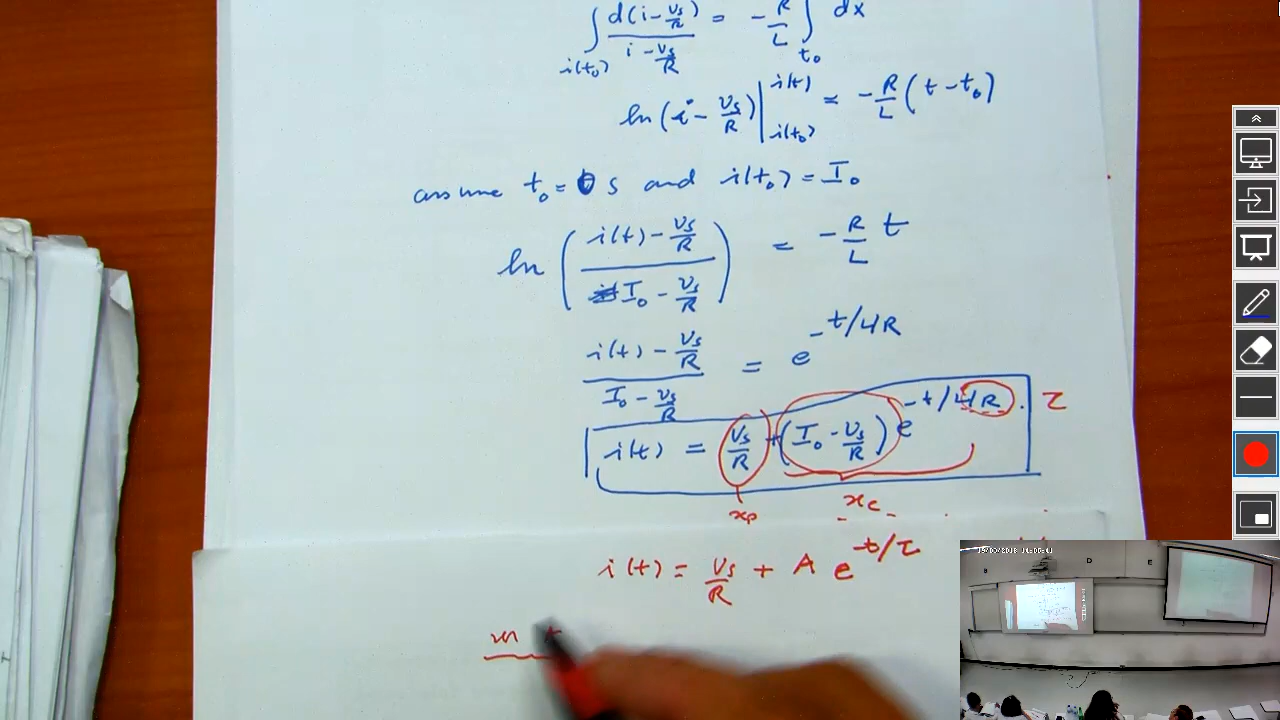 ∫_{i(t₀)} d(i - Vs/R) / (i - Vs/R) = - R/L ∫_{t₀} dx
ln(i - Vs/R) |_{i(t₀)}^{i(t)} = - R/L (t - t₀)
assume t₀ = 0 s and i(t₀) = I₀
ln( (i(t) - Vs/R) / (I₀ - Vs/R) ) = - R/L t
(i(t) - Vs/R) / (I₀ - Vs/R) = e^{-t/L/R}
i(t) = Vs/R + (I₀ - Vs/R) e^{-t/L/R} . τ
xp xc
i(t) = Vs/R + A e^{-t/τ}